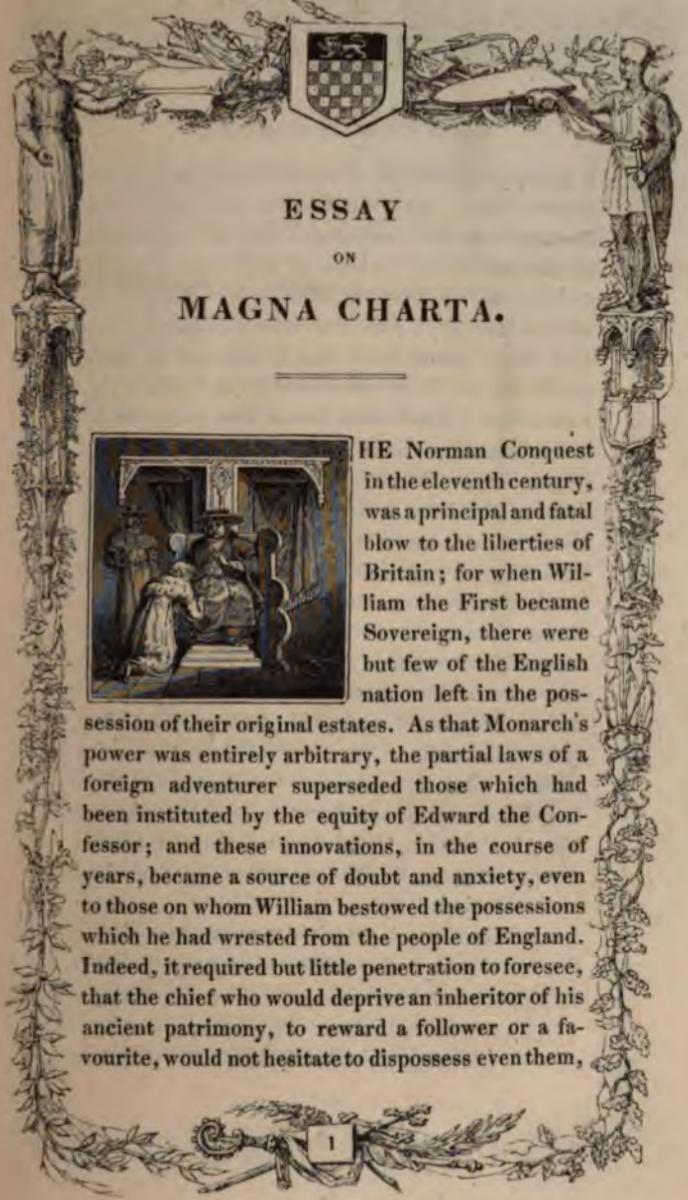 ESSAY
ON
MAGNA CHARTA.
HE Norman Conquest
in the eleventh century,
was a principal and fatal
blow to the liberties of
Britain; for when Wil-
liam the First became
Sovereign, there were
but few of the English
nation left in the pos-
session of their original estates. As that Monarch's
power was entirely arbitrary, the partial laws of a
foreign adventurer superseded those which had
been instituted by the equity of Edward the Con-
fessor; and these innovations, in the course of
years, became a source of doubt and anxiety, even
to those on whom William bestowed the possessions
which he had wrested from the people of England.
Indeed, it required but little penetration to foresee,
that the chief who would deprive an inheritor of his
ancient patrimony, to reward a follower or a fa-
vourite, would not hesitate to dispossess even them,
1